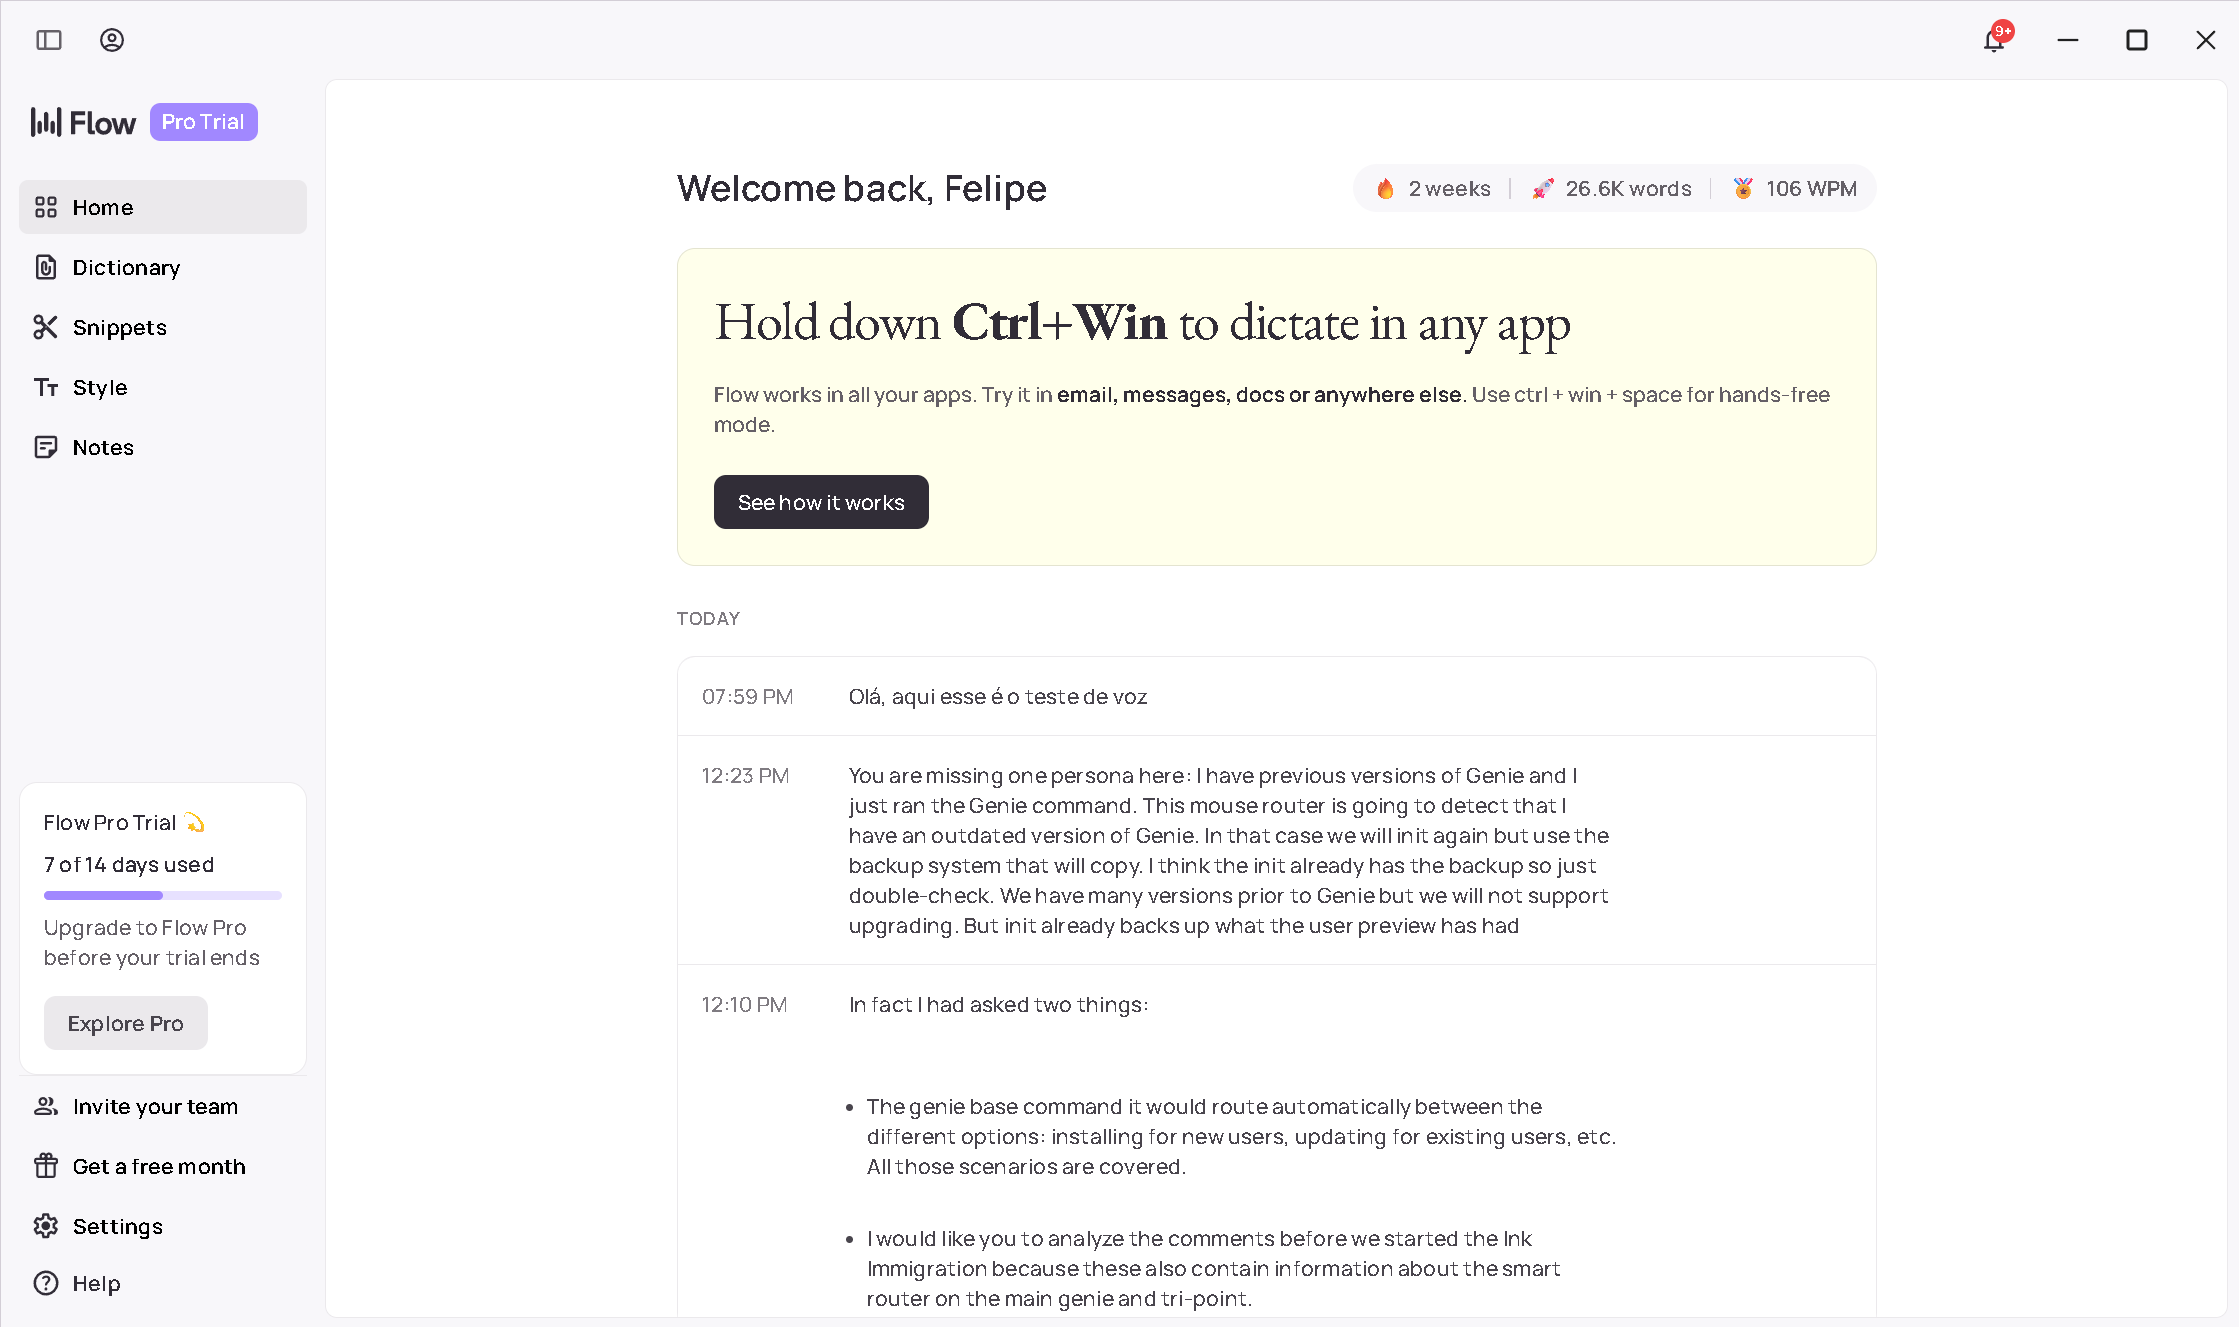 9+
Flow Pro Trial
Home
Dictionary
Snippets
Style
Notes
Flow Pro Trial
7 of 14 days used
Upgrade to Flow Pro
before your trial ends
Explore Pro
Invite your team
Get a free month
Settings
Help
Welcome back, Felipe
2 weeks | 26.6K words | 106 WPM
Hold down Ctrl+Win to dictate in any app
Flow works in all your apps. Try it in email, messages, docs or anywhere else. Use ctrl + win + space for hands-free
mode.
See how it works
TODAY
07:59 PM Olá, aqui esse é o teste de voz
12:23 PM You are missing one persona here: I have previous versions of Genie and I
just ran the Genie command. This mouse router is going to detect that I
have an outdated version of Genie. In that case we will init again but use the
backup system that will copy. I think the init already has the backup so just
double-check. We have many versions prior to Genie but we will not support
upgrading. But init already backs up what the user preview has had
12:10 PM In fact I had asked two things:
• The genie base command it would route automatically between the
different options: installing for new users, updating for existing users, etc.
All those scenarios are covered.
• I would like you to analyze the comments before we started the Ink
Immigration because these also contain information about the smart
router on the main genie and tri-point.